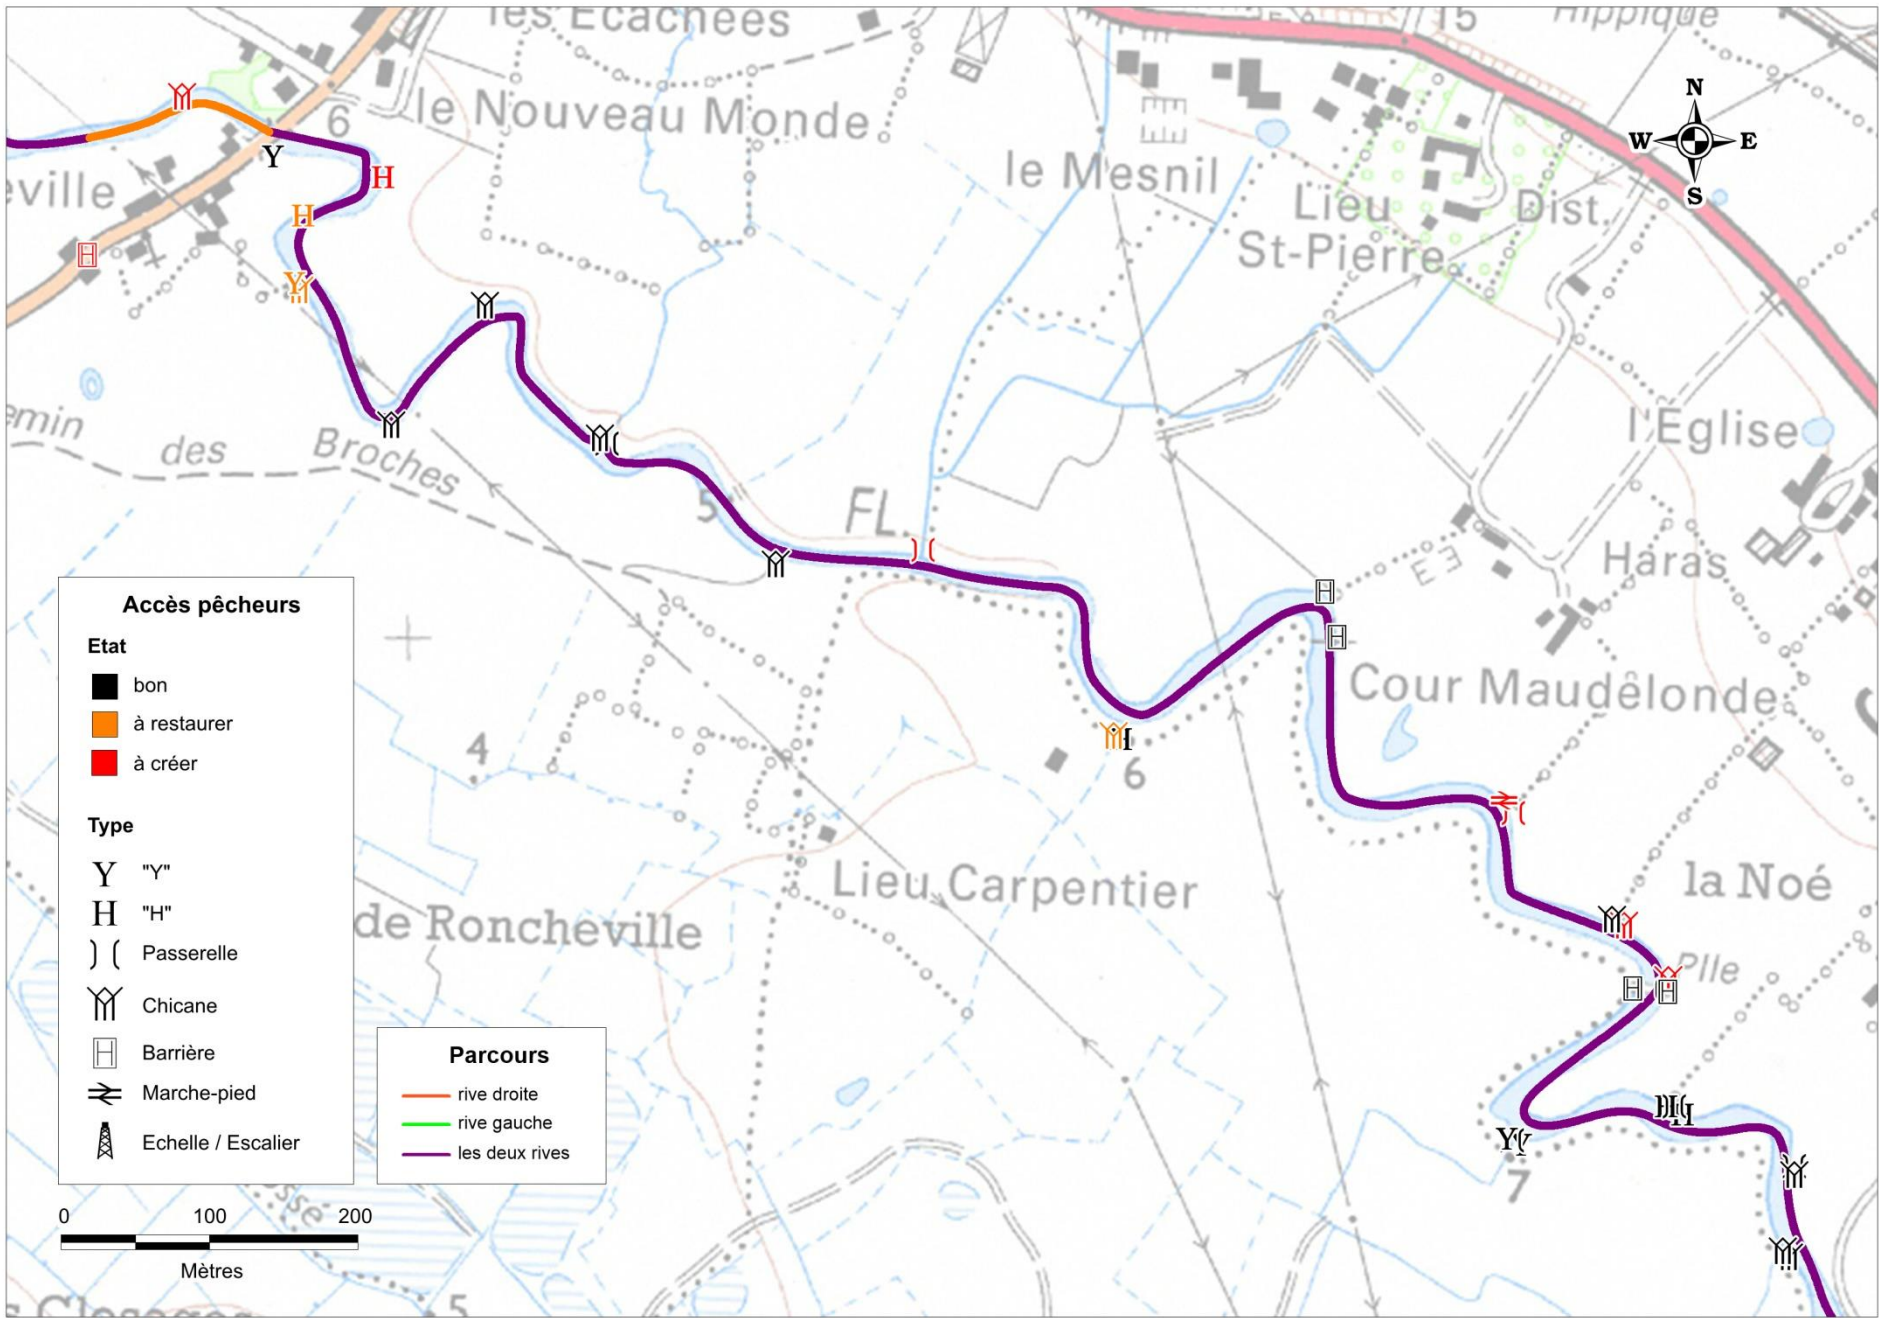 les Ecachées
15
Hippique
N
W
E
S
le Nouveau Monde
6
le Mesnil
eville
Lieu
St-Pierre
Dist.
l'Eglise
emin
des
Broches
5
FL
Haras
Cour Maudêlonde
6
4
Lieu Carpentier
la Noé
de Roncheville
Plle
7
5
Accès pêcheurs
Etat
bon
à restaurer
à créer
Type
Y "Y"
H "H"
Passerelle
Chicane
Barrière
Marche-pied
Echelle / Escalier
Parcours
rive droite
rive gauche
les deux rives
0 100 200
Mètres